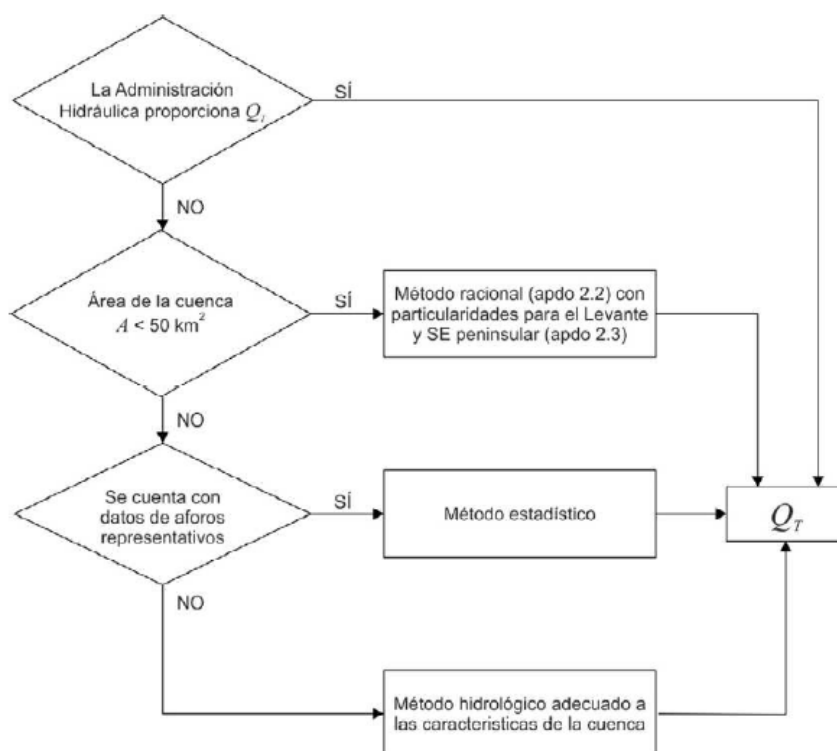 La Administración
Hidráulica proporciona Q_T
SÍ
NO
Área de la cuenca
A < 50 km²
SÍ
Método racional (apdo 2.2) con
particularidades para el Levante
y SE peninsular (apdo 2.3)
NO
Se cuenta con
datos de aforos
representativos
SÍ
Método estadístico
Q_T
NO
Método hidrológico adecuado a
las características de la cuenca